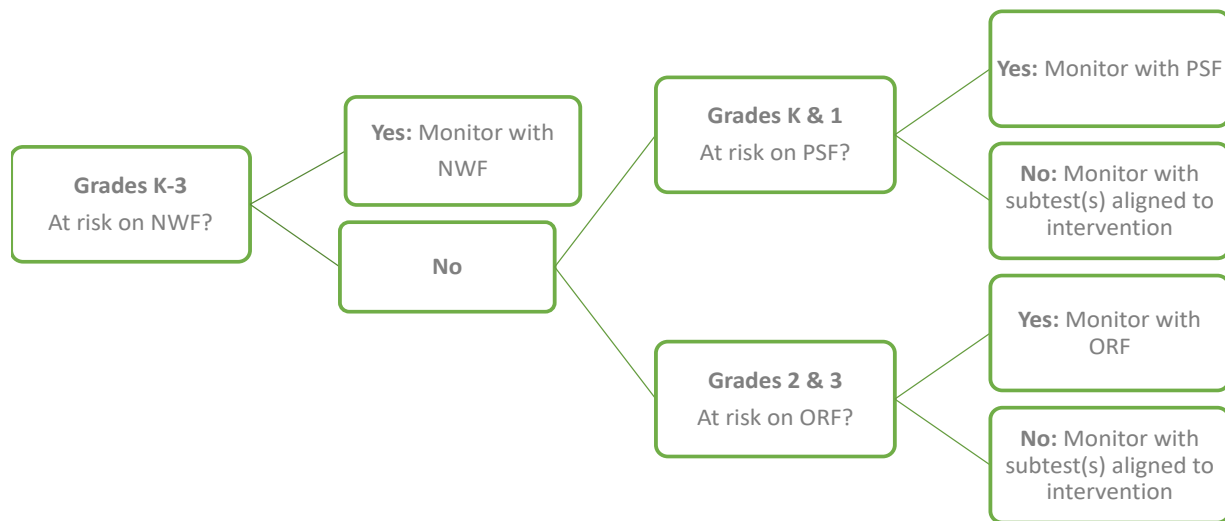 Grades K-3
At risk on NWF?
Yes: Monitor with
NWF
No
Grades K & 1
At risk on PSF?
Yes: Monitor with PSF
No: Monitor with
subtest(s) aligned to
intervention
Grades 2 & 3
At risk on ORF?
Yes: Monitor with
ORF
No: Monitor with
subtest(s) aligned to
intervention